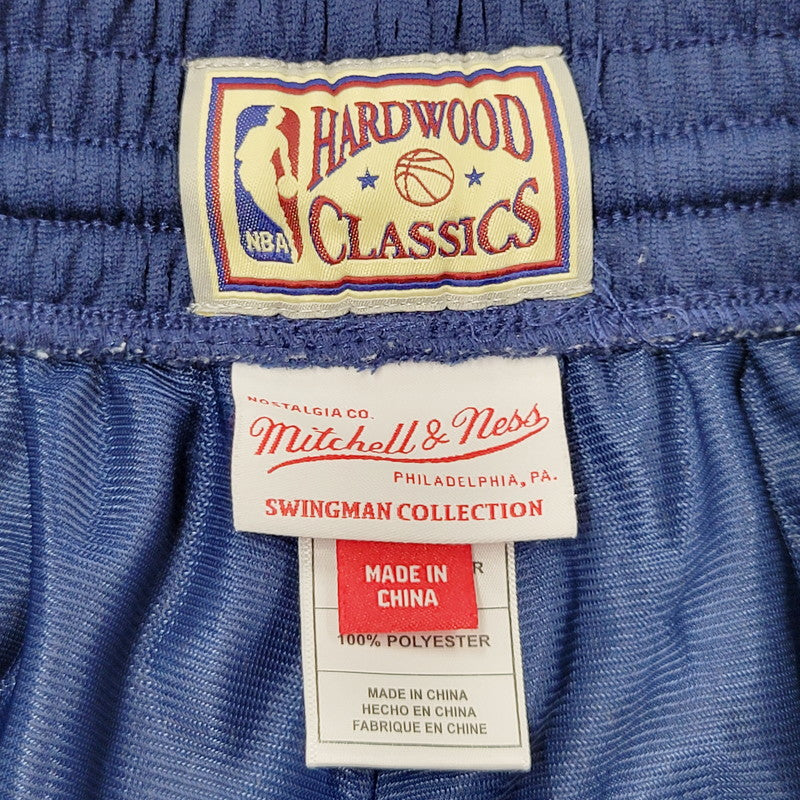 HARDWOOD
CLASSICS
NBA
NOSTALGIA CO.
Mitchell & Ness
PHILADELPHIA, PA.
SWINGMAN COLLECTION
MADE IN
CHINA
100% POLYESTER
MADE IN CHINA
HECHO EN CHINA
FABRIQUE EN CHINE